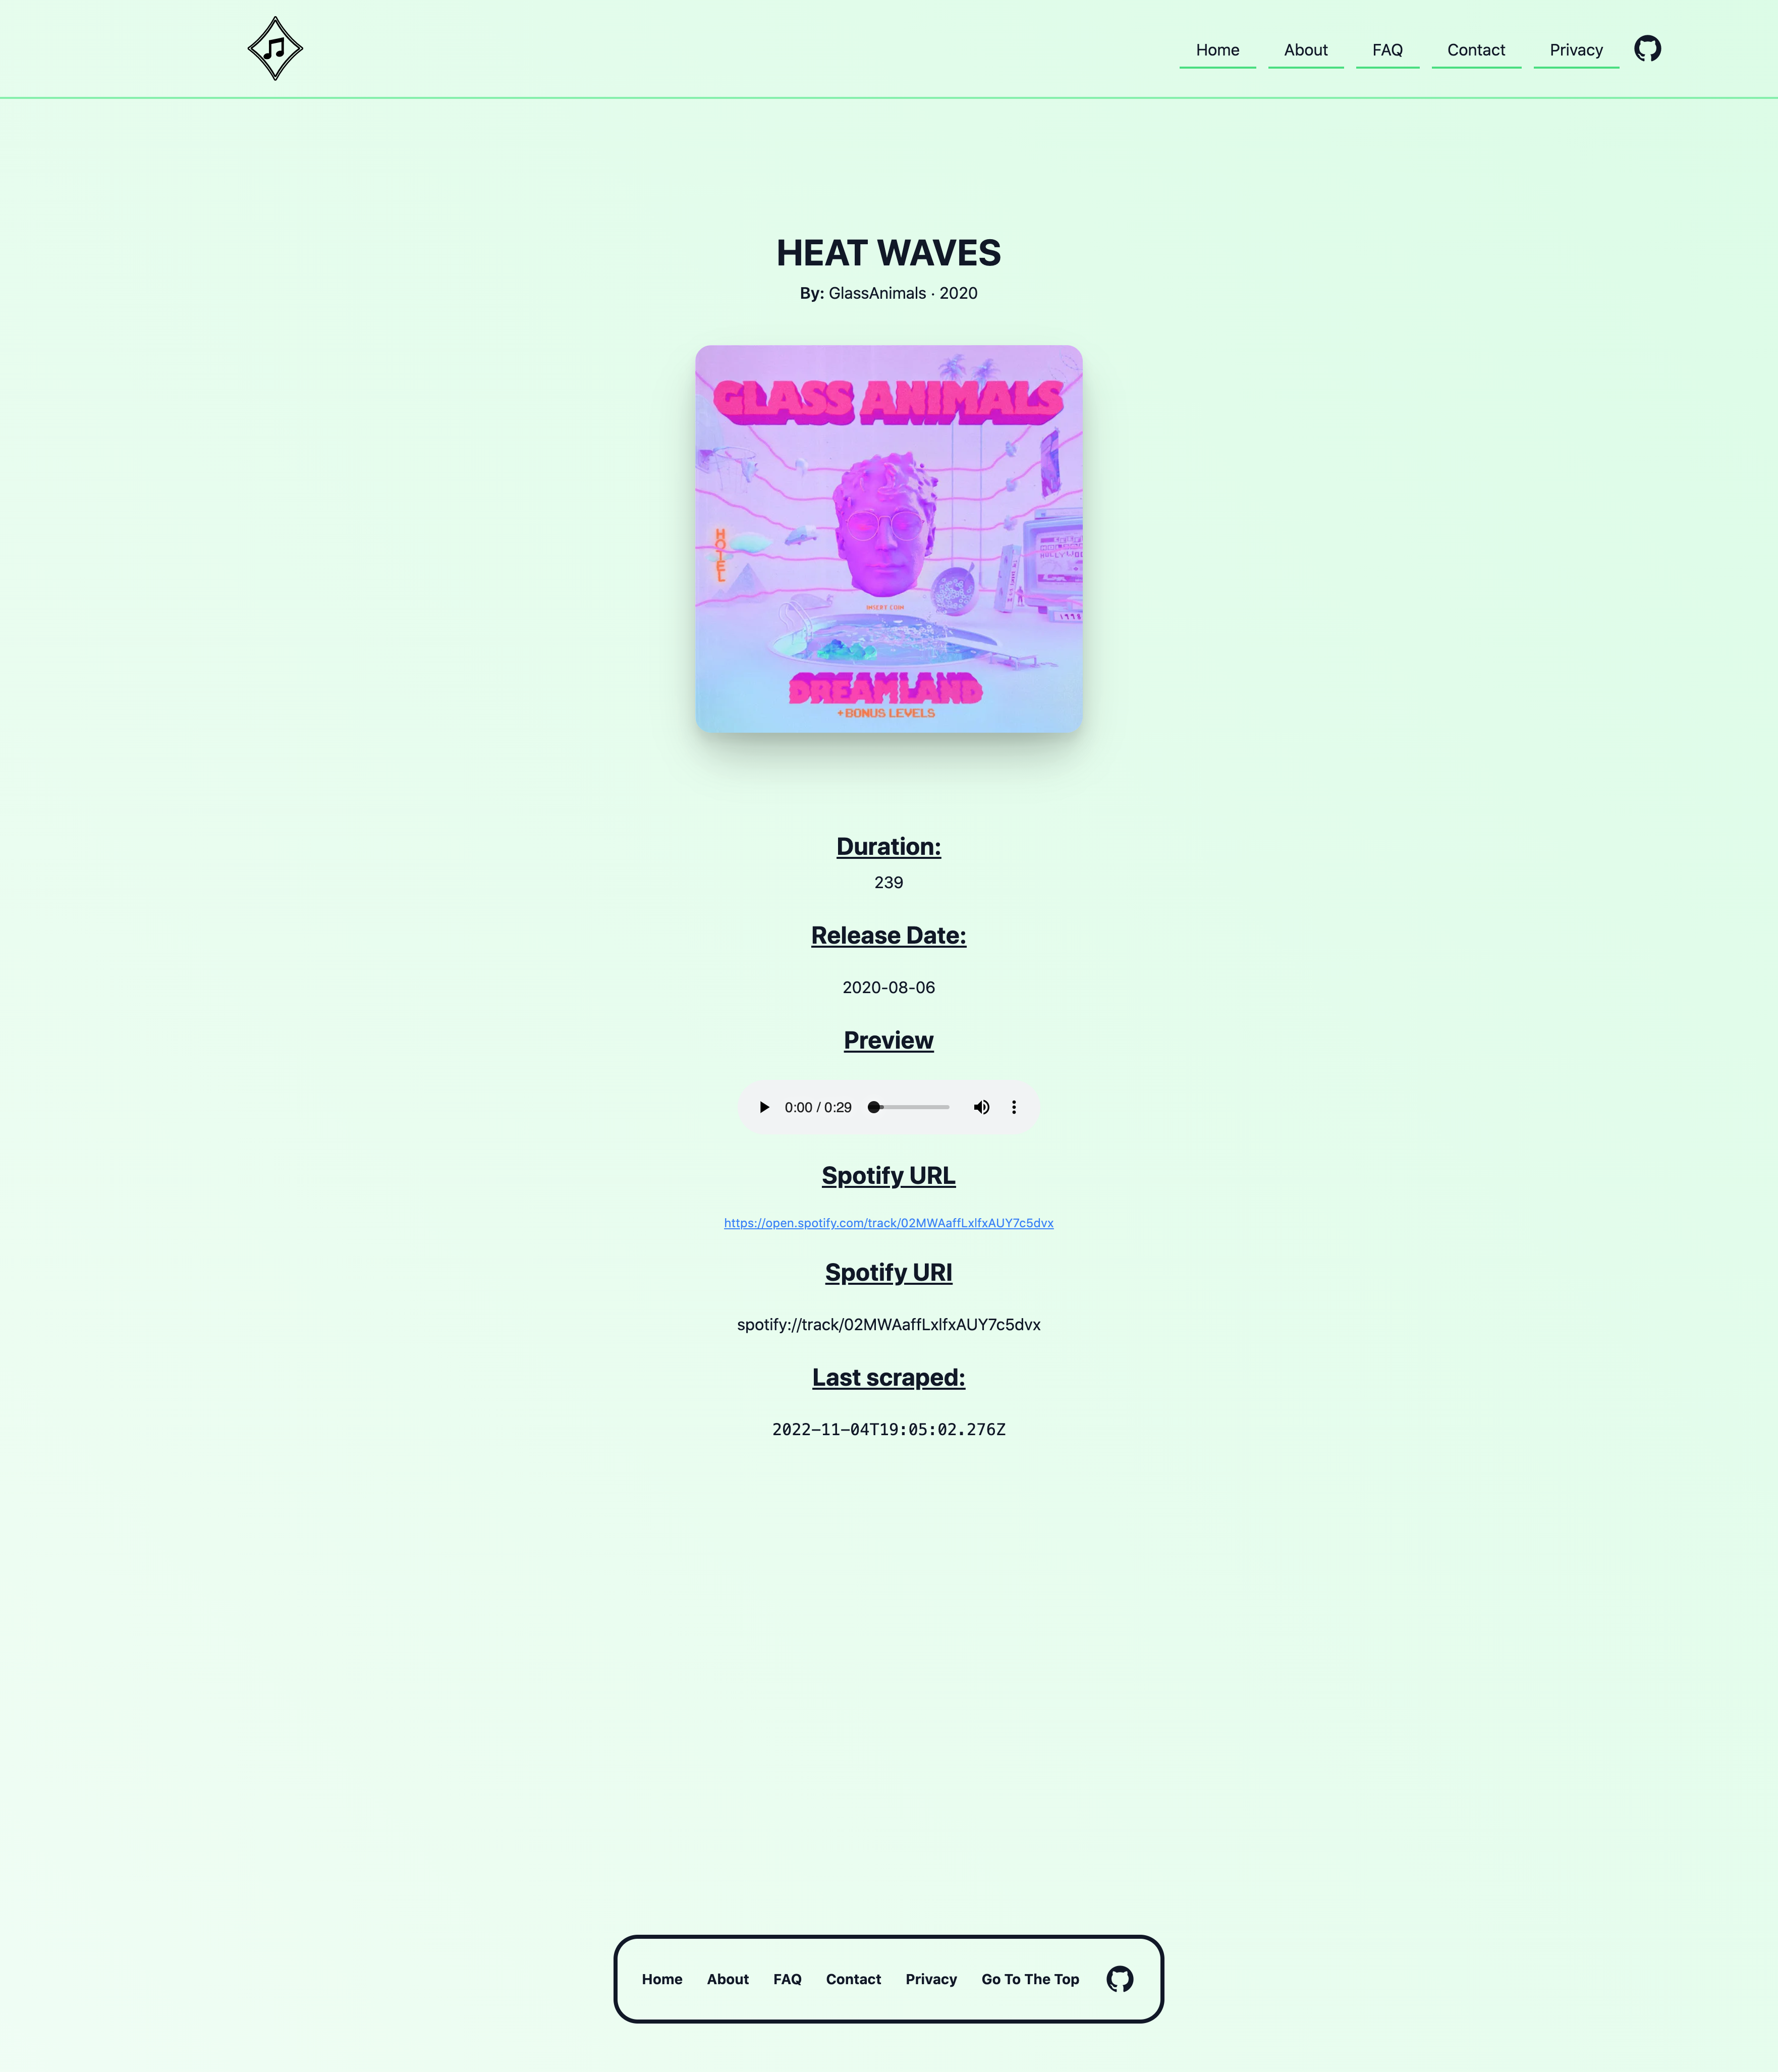 Home About FAQ Contact Privacy
HEAT WAVES
By: GlassAnimals · 2020
GLASS ANIMALS
HOTEL
HOLLYWOO
INSERT COIN
DREAMLAND
+ BONUS LEVELS
Duration:
239
Release Date:
2020-08-06
Preview
0:00 / 0:29
Spotify URL
https://open.spotify.com/track/02MWAaffLxlfxAUY7c5dvx
Spotify URI
spotify://track/02MWAaffLxlfxAUY7c5dvx
Last scraped:
2022-11-04T19:05:02.276Z
Home About FAQ Contact Privacy Go To The Top